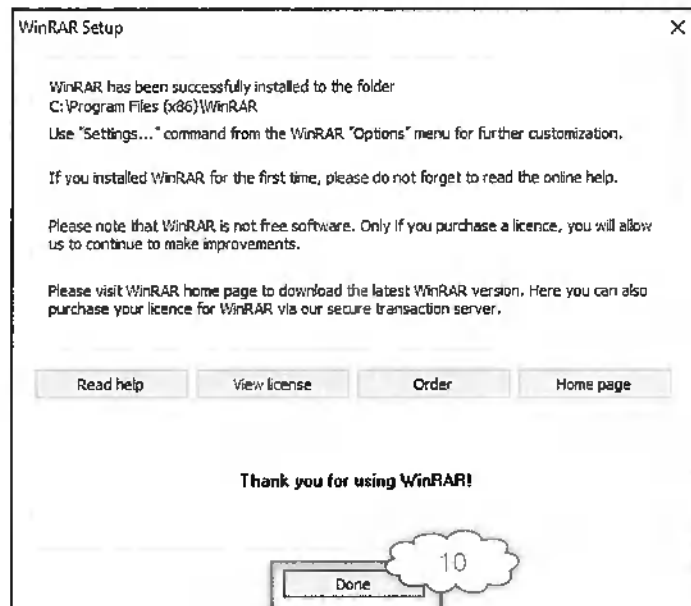 WinRAR Setup
WinRAR has been successfully installed to the folder
C:\Program Files (x86)\WinRAR
Use "Settings..." command from the WinRAR "Options" menu for further customization.
If you installed WinRAR for the first time, please do not forget to read the online help.
Please note that WinRAR is not free software. Only if you purchase a licence, you will allow
us to continue to make improvements.
Please visit WinRAR home page to download the latest WinRAR version. Here you can also
purchase your licence for WinRAR via our secure transaction server.
Read help View license Order Home page
Thank you for using WinRAR!
10
Done